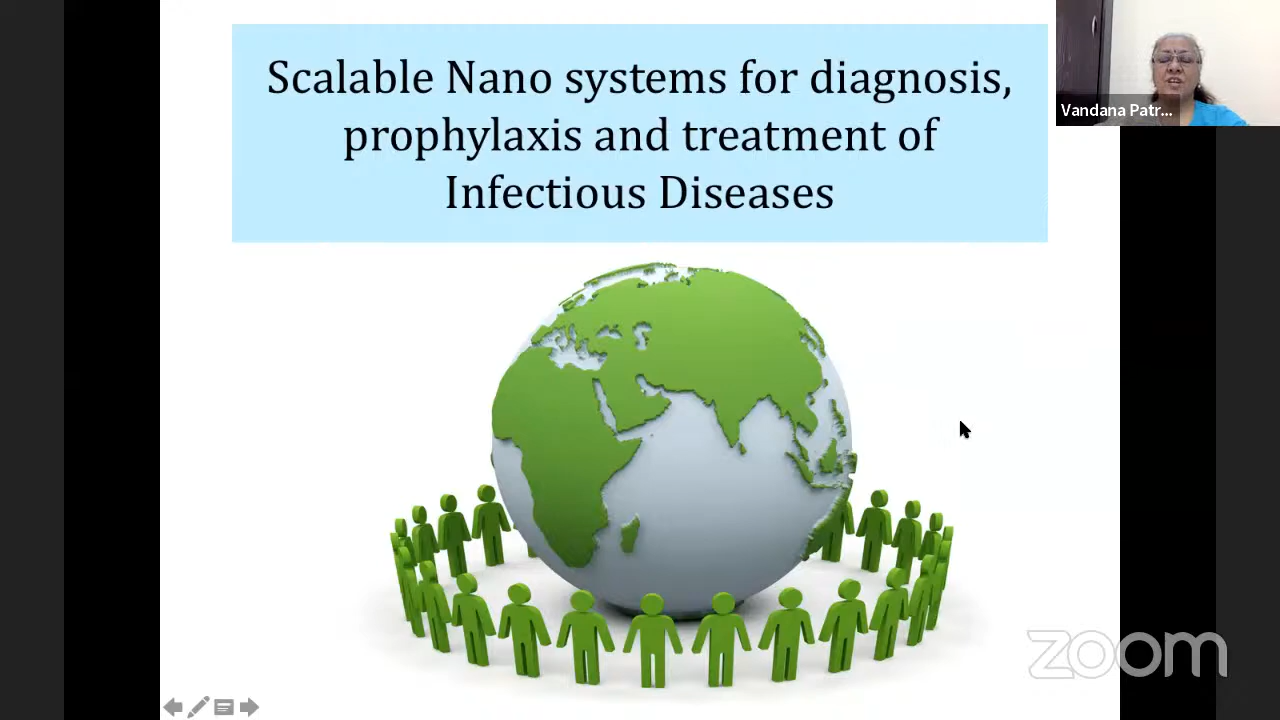 Scalable Nano systems for diagnosis,
prophylaxis and treatment of
Infectious Diseases
Vandana Patr...
zoom